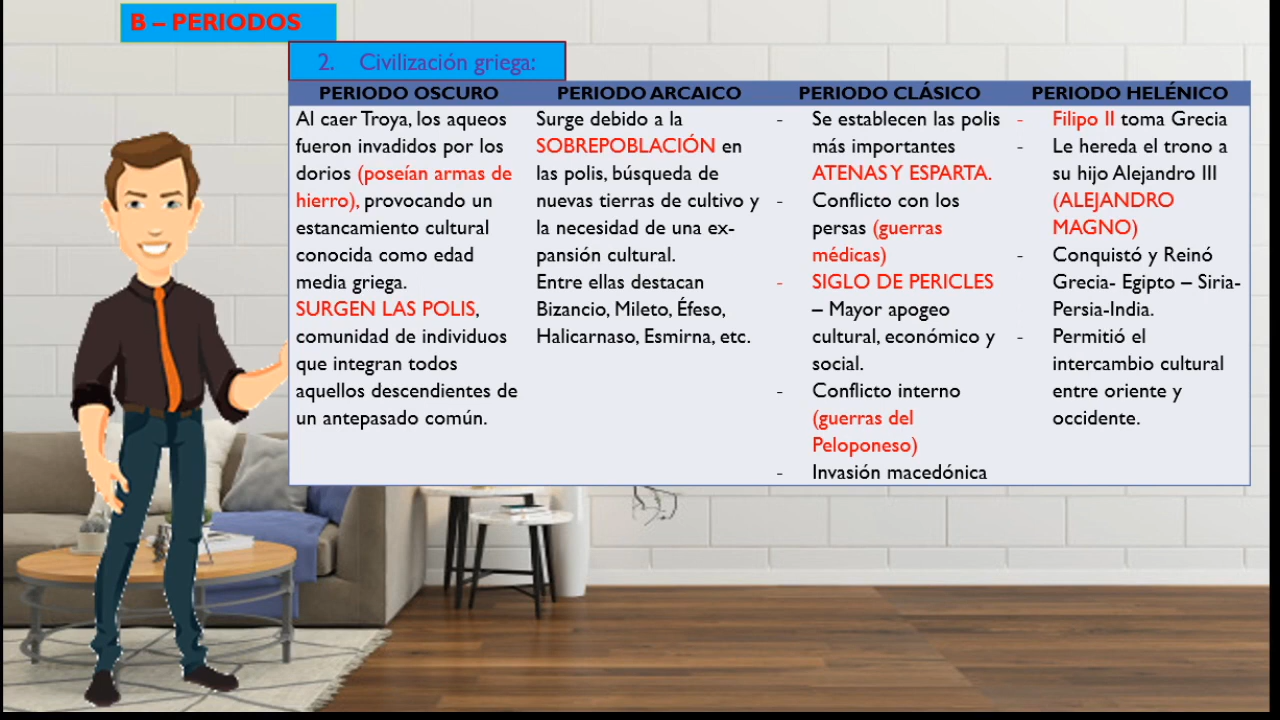 B – PERIODOS
2. Civilización griega:
PERIODO OSCURO
Al caer Troya, los aqueos
fueron invadidos por los
dorios (poseían armas de
hierro), provocando un
estancamiento cultural
conocida como edad
media griega.
SURGEN LAS POLIS,
comunidad de individuos
que integran todos
aquellos descendientes de
un antepasado común.
PERIODO ARCAICO
Surge debido a la
SOBREPOBLACIÓN en
las polis, búsqueda de
nuevas tierras de cultivo y
la necesidad de una ex-
pansión cultural.
Entre ellas destacan
Bizancio, Mileto, Éfeso,
Halicarnaso, Esmirna, etc.
PERIODO CLÁSICO
- Se establecen las polis
más importantes
ATENAS Y ESPARTA.
- Conflicto con los
persas (guerras
médicas)
- SIGLO DE PERICLES
– Mayor apogeo
cultural, económico y
social.
- Conflicto interno
(guerras del
Peloponeso)
- Invasión macedónica
PERIODO HELÉNICO
- Filipo II toma Grecia
- Le hereda el trono a
su hijo Alejandro III
(ALEJANDRO
MAGNO)
- Conquistó y Reinó
Grecia- Egipto – Siria-
Persia-India.
- Permitió el
intercambio cultural
entre oriente y
occidente.